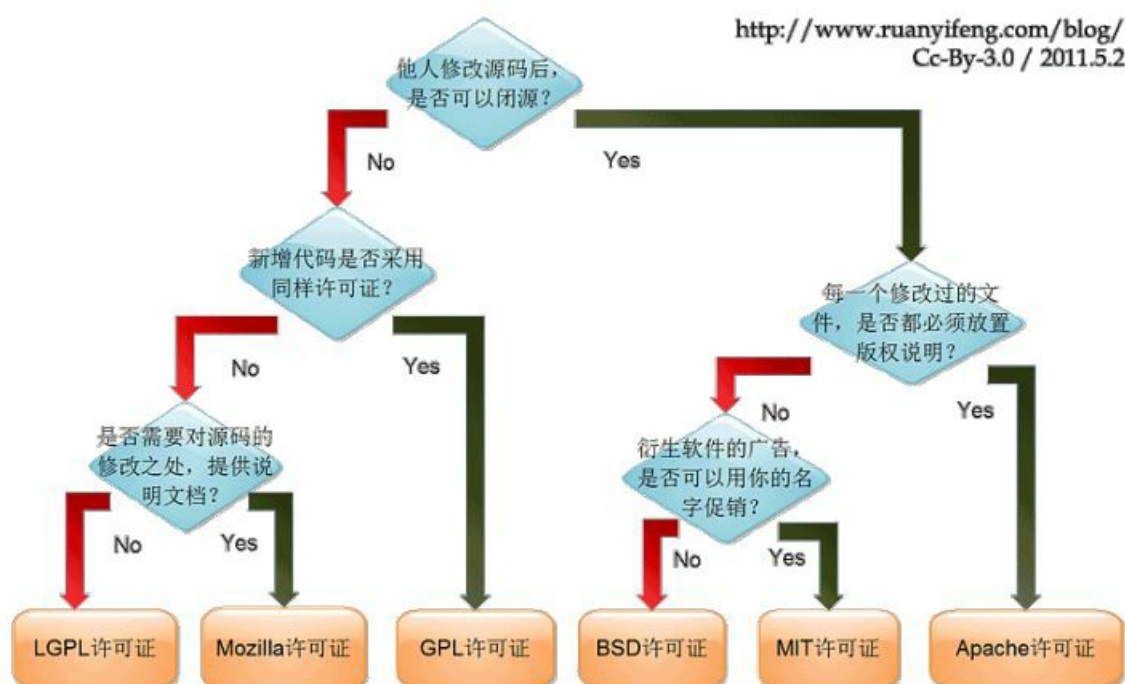 http://www.ruanyifeng.com/blog/
Cc-By-3.0 / 2011.5.2
他人修改源码后，
是否可以闭源？
No
Yes
新增代码是否采用
同样许可证？
每一个修改过的文
件，是否都必须放置
版权说明？
No
Yes
No
Yes
是否需要对源码的
修改之处，提供说
明文档？
衍生软件的广告，
是否可以用你的名
字促销？
No
Yes
No
Yes
LGPL许可证
Mozilla许可证
GPL许可证
BSD许可证
MIT许可证
Apache许可证